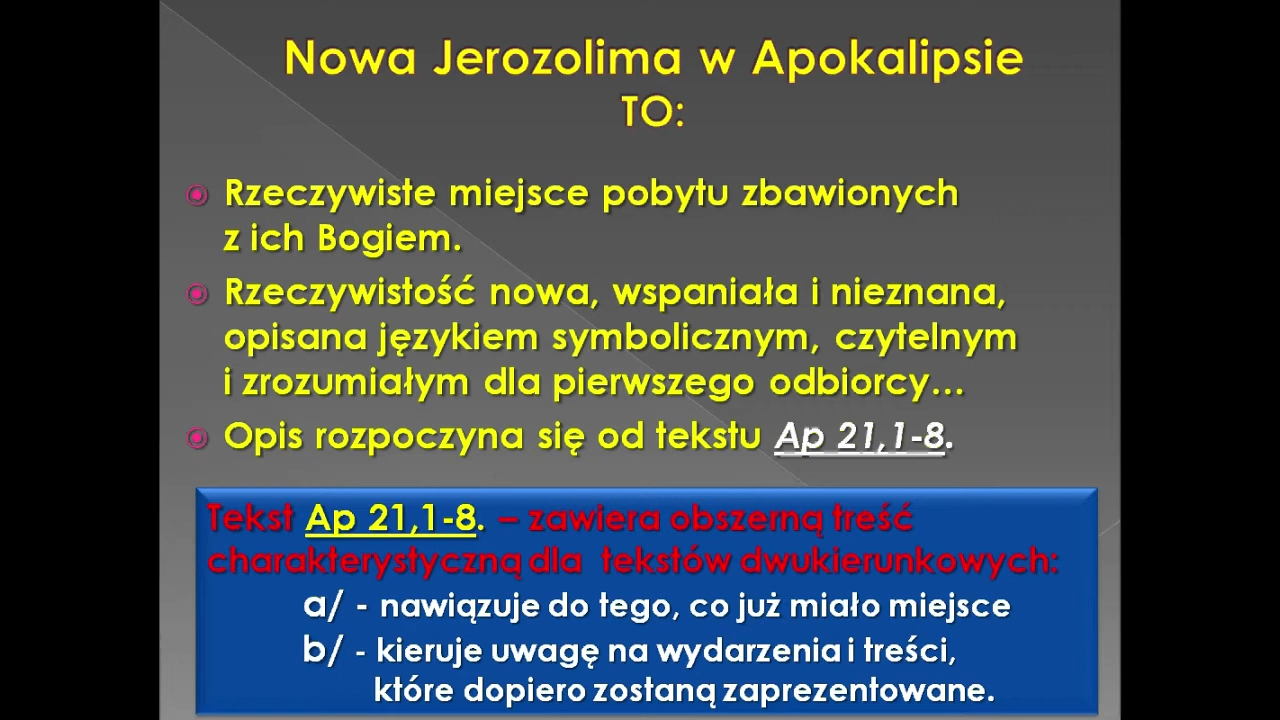 Nowa Jerozolima w Apokalipsie
TO:
Rzeczywiste miejsce pobytu zbawionych
z ich Bogiem.
Rzeczywistość nowa, wspaniała i nieznana,
opisana językiem symbolicznym, czytelnym
i zrozumiałym dla pierwszego odbiorcy...
Opis rozpoczyna się od tekstu Ap 21,1-8.
Tekst Ap 21,1-8. – zawiera obszerną treść
charakterystyczną dla tekstów dwukierunkowych:
a/ - nawiązuje do tego, co już miało miejsce
b/ - kieruje uwagę na wydarzenia i treści,
które dopiero zostaną zaprezentowane.